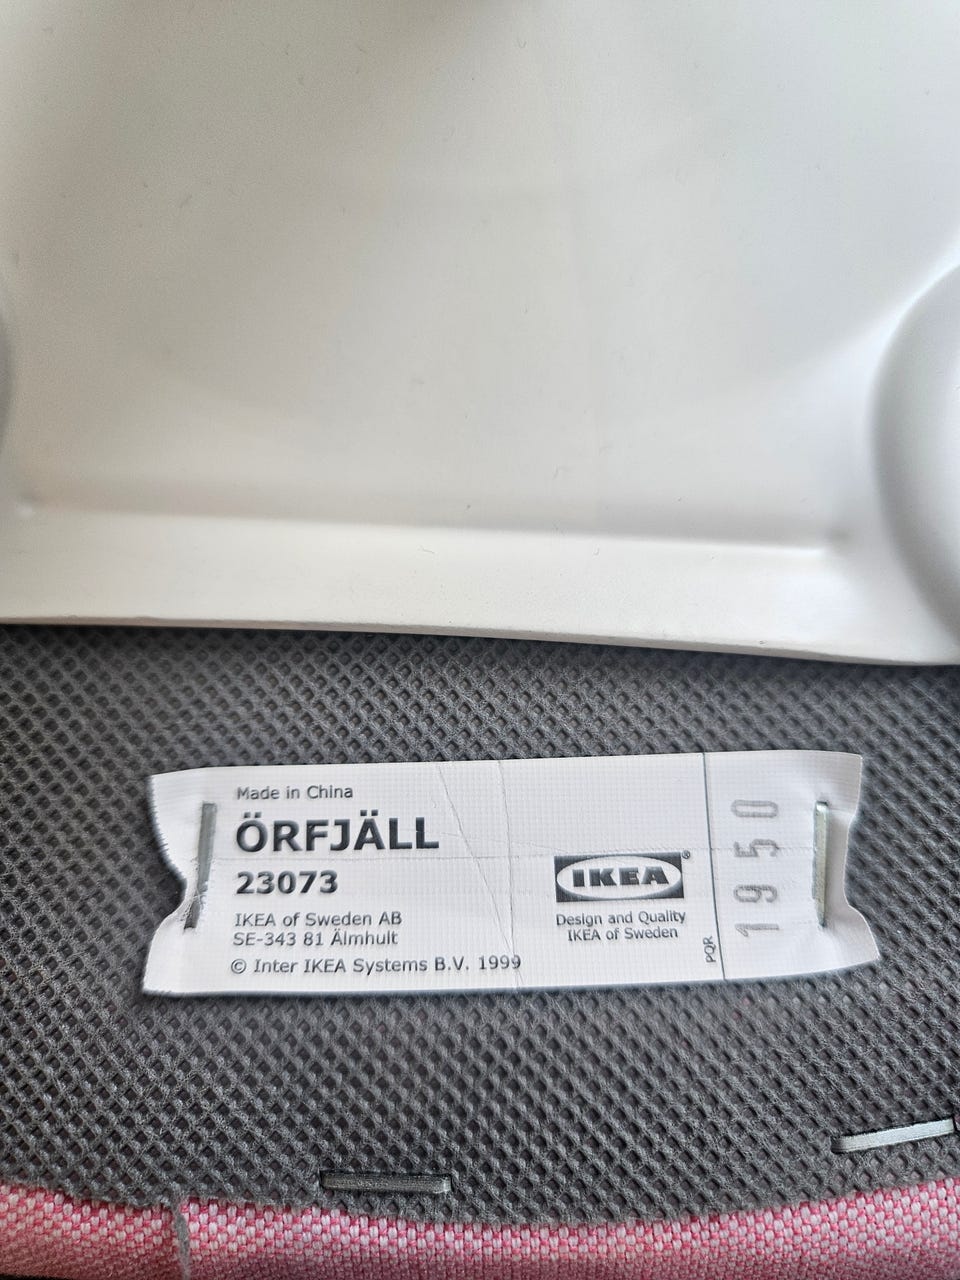 Made in China
ÖRFJÄLL
23073
IKEA of Sweden AB
SE-343 81 Älmhult
© Inter IKEA Systems B.V. 1999
IKEA®
Design and Quality
IKEA of Sweden
PQR
1950